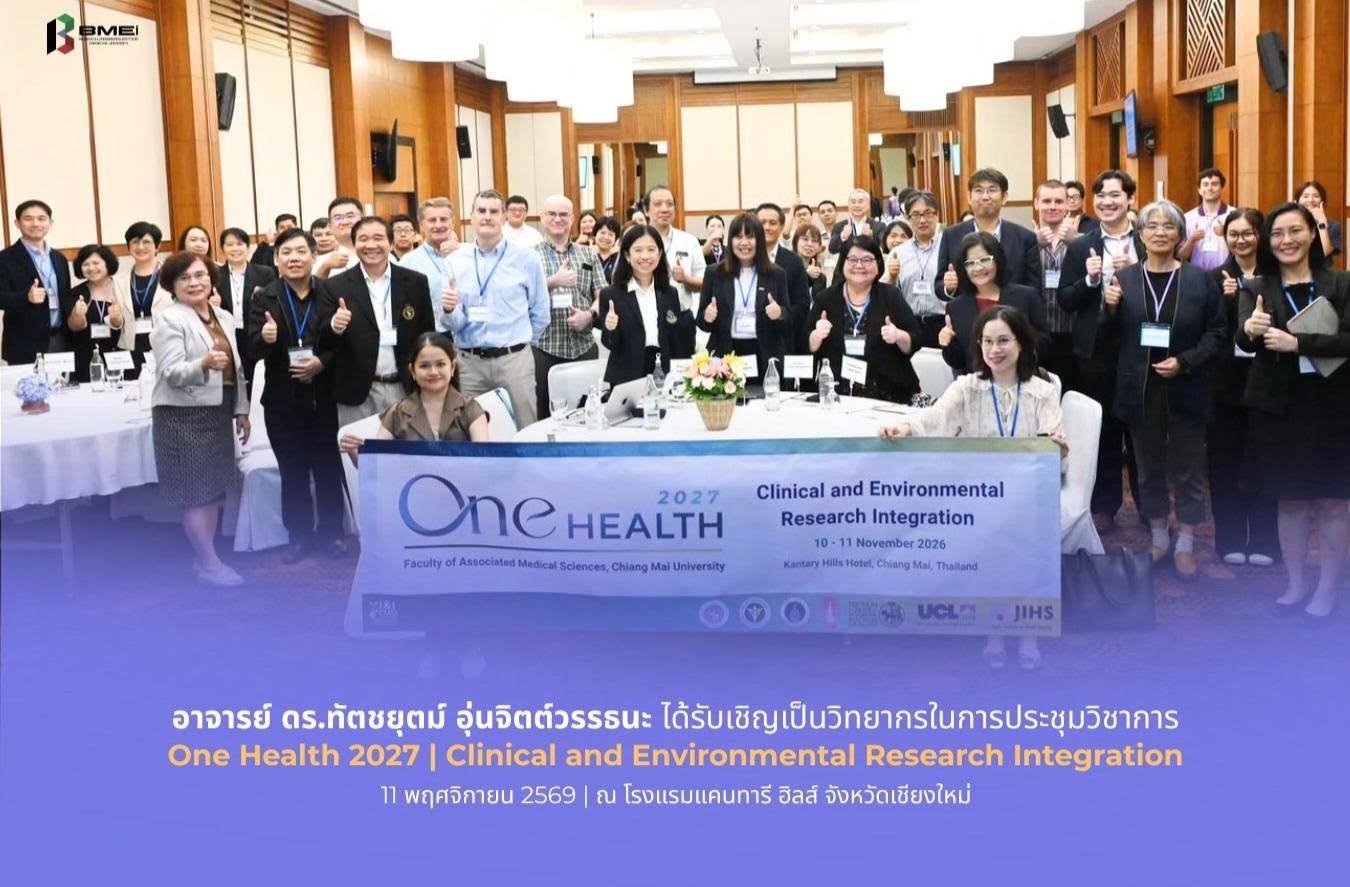 BMEI
BIOMEDICAL ENGINEERING INSTITUTE
CHIANG MAI UNIVERSITY
One HEALTH 2027
Faculty of Associated Medical Sciences, Chiang Mai University
Clinical and Environmental
Research Integration
10 - 11 November 2026
Kantary Hills Hotel, Chiang Mai, Thailand
UCL JIHS
อาจารย์ ดร.ทัตชยุตม์ อุ่นจิตต์วรรธนะ ได้รับเชิญเป็นวิทยากรในการประชุมวิชาการ
One Health 2027 | Clinical and Environmental Research Integration
11 พฤศจิกายน 2569 | ณ โรงแรมแคนทารี ฮิลส์ จังหวัดเชียงใหม่